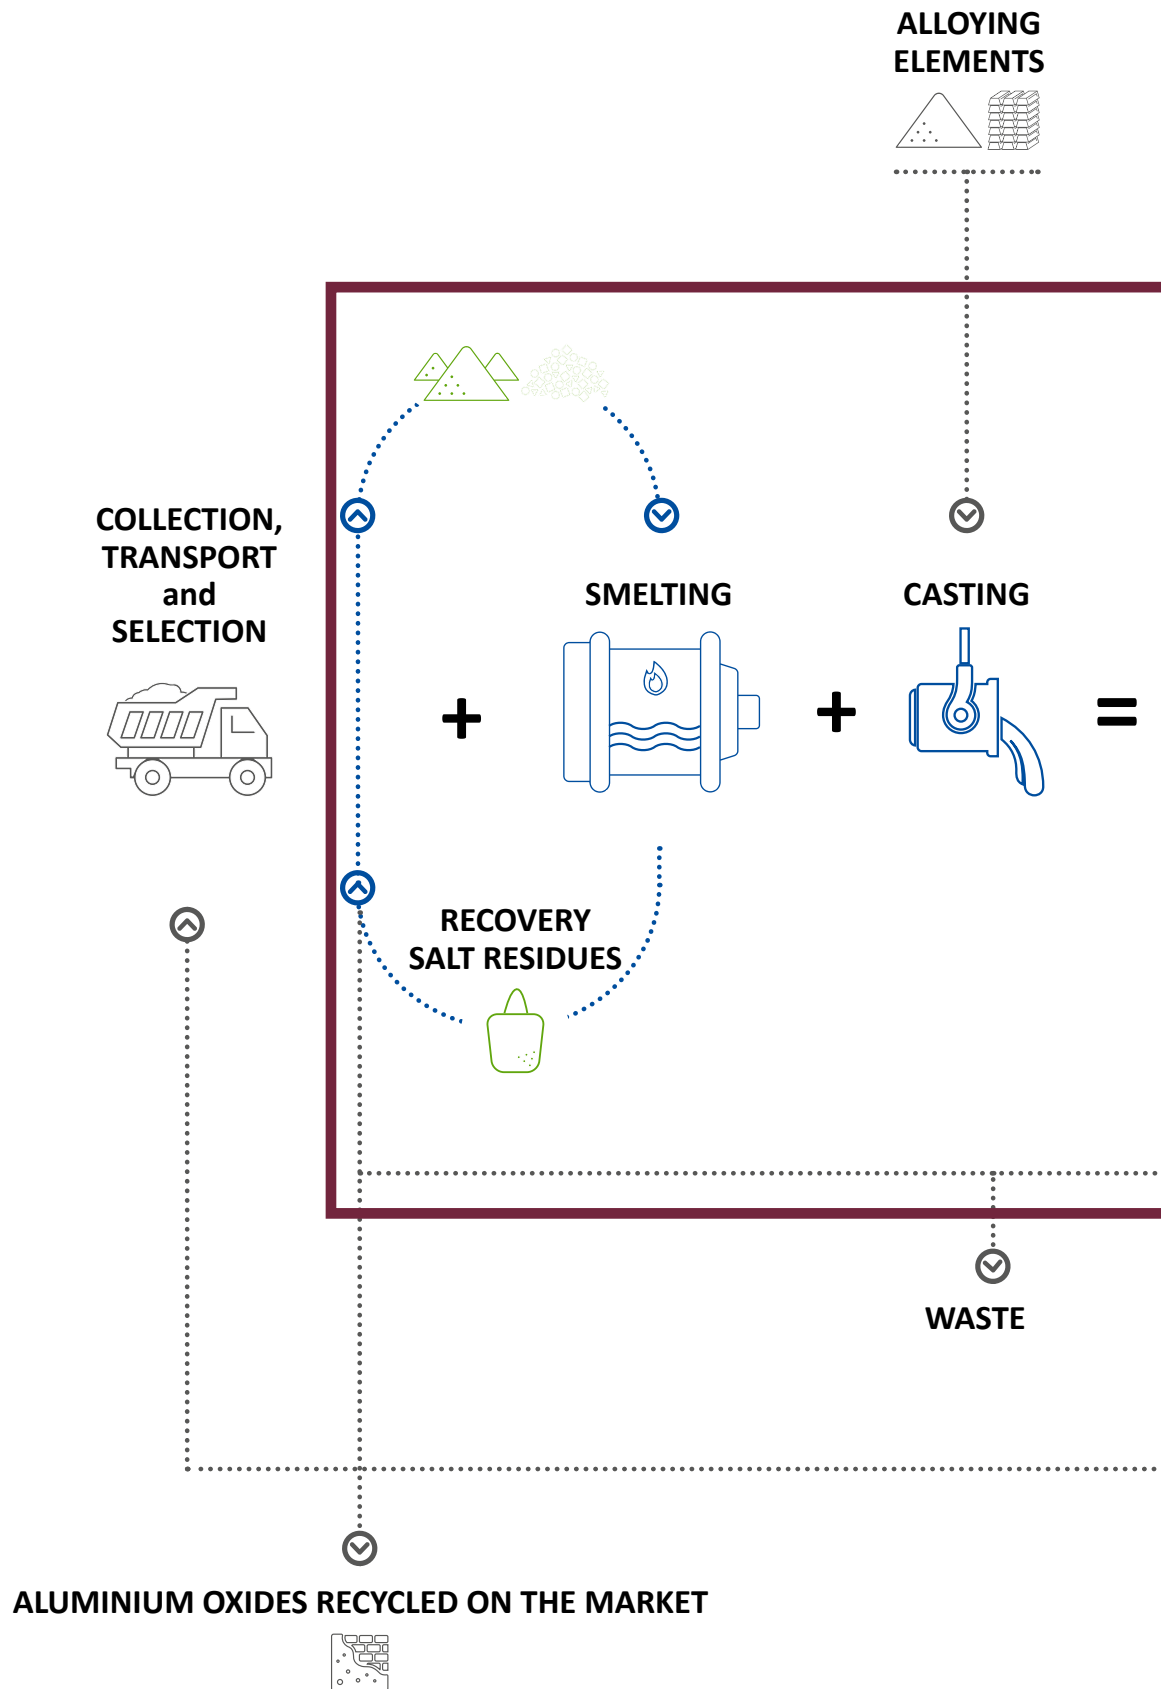 ALLOYING
ELEMENTS
COLLECTION,
TRANSPORT
and
SELECTION
SMELTING
CASTING
+
+
=
RECOVERY
SALT RESIDUES
WASTE
ALUMINIUM OXIDES RECYCLED ON THE MARKET